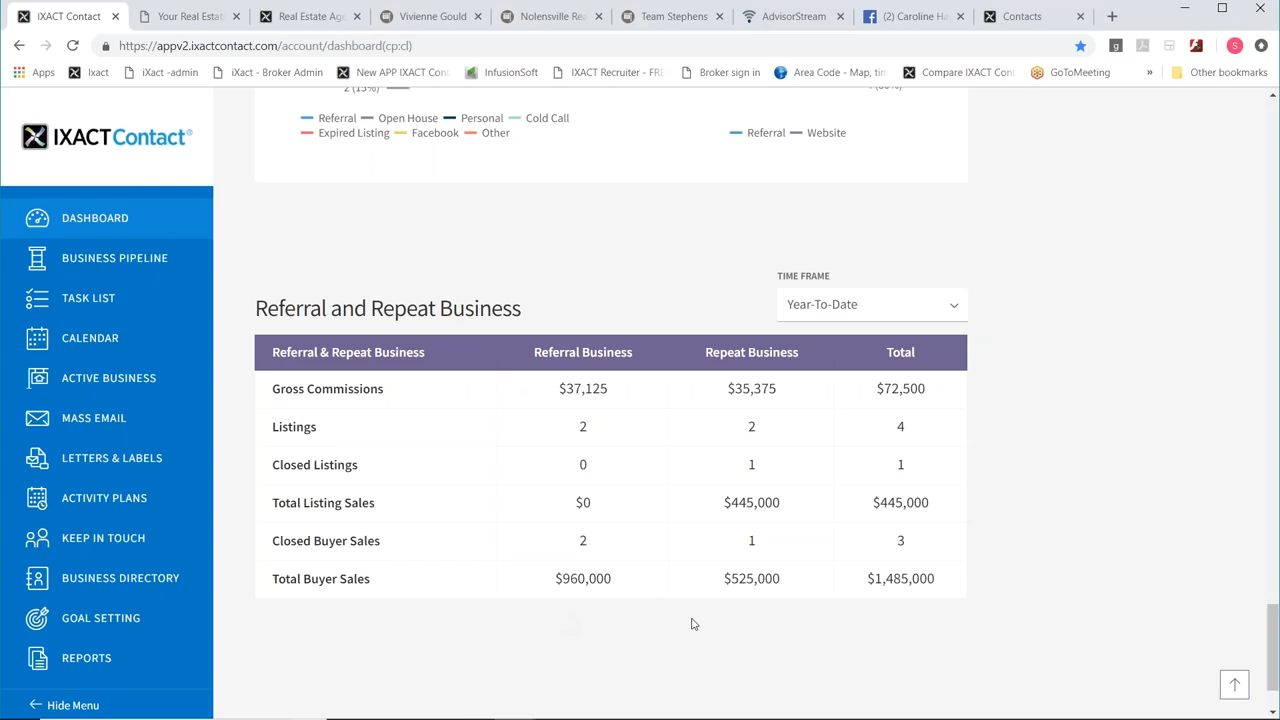 IXACT Contact
Your Real Estat
Real Estate Age
Vivienne Gould
Nolensville Rea
Team Stephens
AdvisorStream
(2) Caroline Ha
Contacts
https://appv2.ixactcontact.com/account/dashboard(cp:cl)
Apps
Ixact
iXact -admin
iXact - Broker Admin
New APP IXACT Cont
InfusionSoft
IXACT Recruiter - FRE
Broker sign in
Area Code - Map, tim
Compare IXACT Cont
GoToMeeting
»
Other bookmarks
IXACTContact®
DASHBOARD
BUSINESS PIPELINE
TASK LIST
CALENDAR
ACTIVE BUSINESS
MASS EMAIL
LETTERS & LABELS
ACTIVITY PLANS
KEEP IN TOUCH
BUSINESS DIRECTORY
GOAL SETTING
REPORTS
Hide Menu
2 (13%)
Referral Open House Personal Cold Call
Expired Listing Facebook Other
Referral Website
TIME FRAME
Year-To-Date
Referral and Repeat Business
Referral & Repeat Business Referral Business Repeat Business Total
Gross Commissions $37,125 $35,375 $72,500
Listings 2 2 4
Closed Listings 0 1 1
Total Listing Sales $0 $445,000 $445,000
Closed Buyer Sales 2 1 3
Total Buyer Sales $960,000 $525,000 $1,485,000